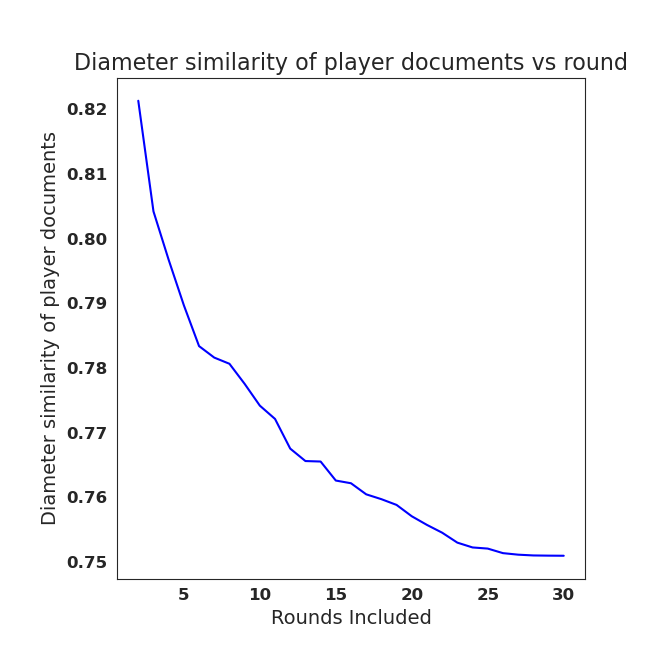 Diameter similarity of player documents vs round
Diameter similarity of player documents
0.82
0.81
0.80
0.79
0.78
0.77
0.76
0.75
5 10 15 20 25 30
Rounds Included